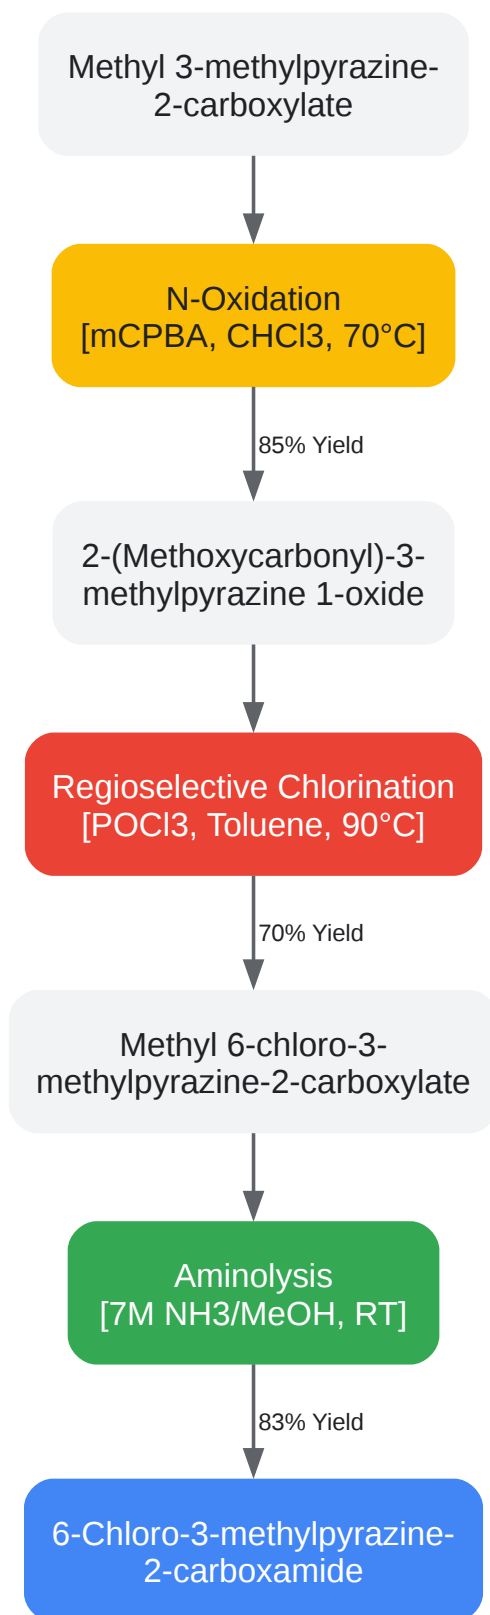 Methyl 3-methylpyrazine-
2-carboxylate
N-Oxidation
[mCPBA, CHCl3, 70°C]
85% Yield
2-(Methoxycarbonyl)-3-
methylpyrazine 1-oxide
Regioselective Chlorination
[POCl3, Toluene, 90°C]
70% Yield
Methyl 6-chloro-3-
methylpyrazine-2-carboxylate
Aminolysis
[7M NH3/MeOH, RT]
83% Yield
6-Chloro-3-methylpyrazine-
2-carboxamide